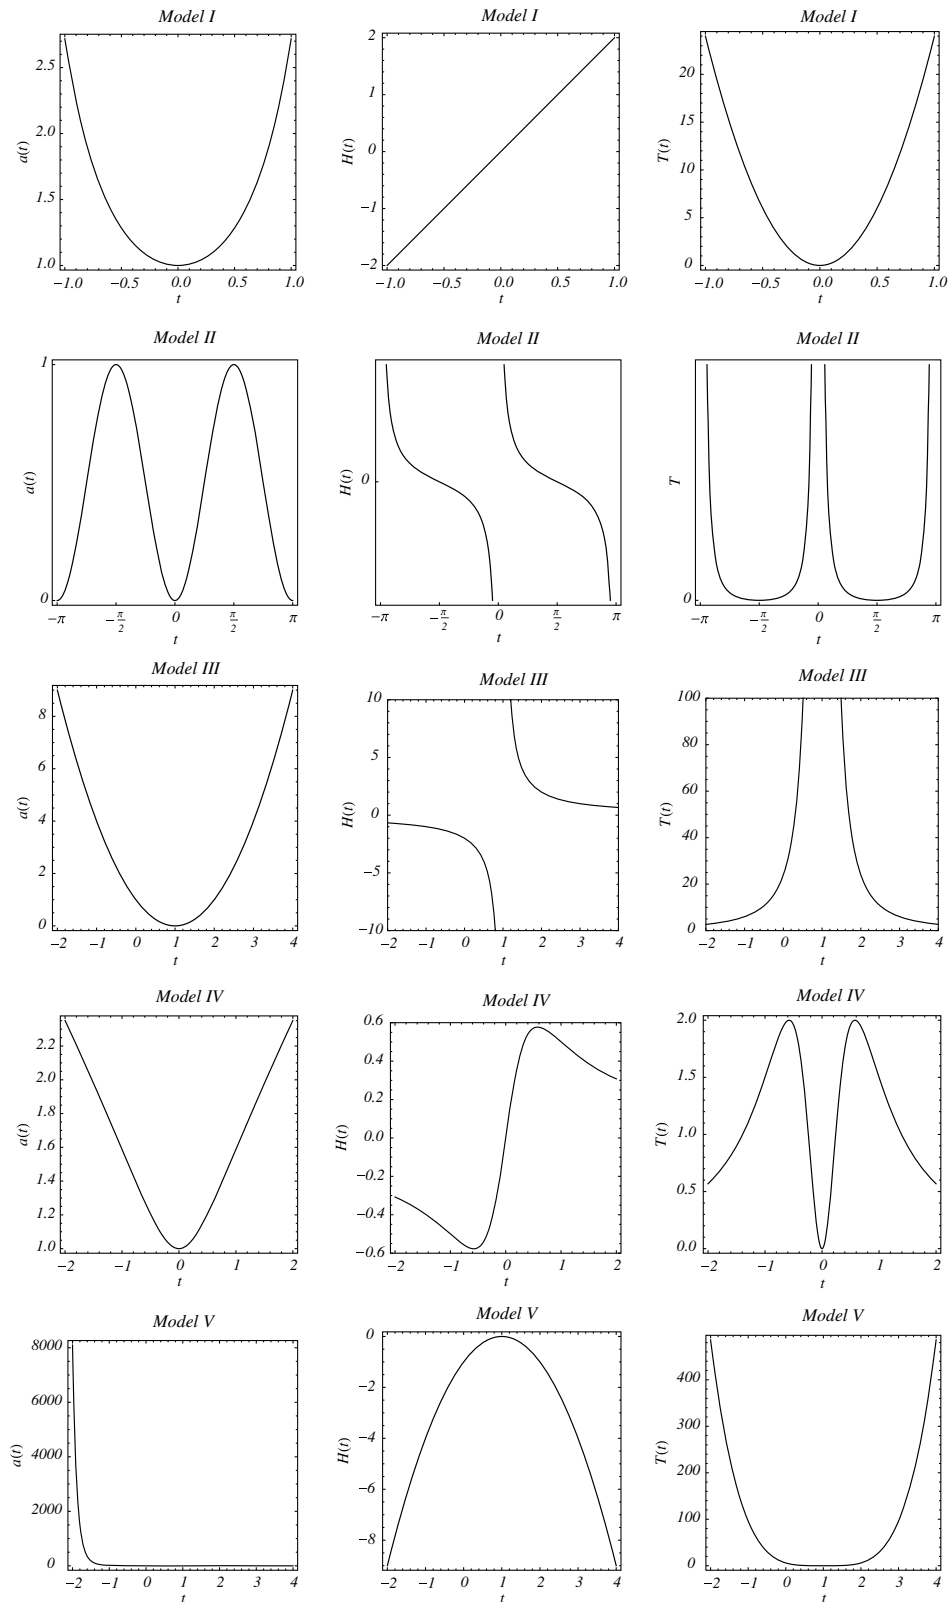 Model I
Model I
Model I
a(t)
2.5
2.0
1.5
1.0
−1.0 −0.5 0.0 0.5 1.0
t
H(t)
2
1
0
−1
−2
−1.0 −0.5 0.0 0.5 1.0
t
T(t)
20
15
10
5
0
−1.0 −0.5 0.0 0.5 1.0
t
Model II
Model II
Model II
a(t)
1
0
−π −π/2 0 π/2 π
t
H(t)
0
−π −π/2 0 π/2 π
t
T
0
−π −π/2 0 π/2 π
t
Model III
Model III
Model III
a(t)
8
6
4
2
0
−2 −1 0 1 2 3 4
t
H(t)
10
5
0
−5
−10
−2 −1 0 1 2 3 4
t
T(t)
100
80
60
40
20
0
−2 −1 0 1 2 3 4
t
Model IV
Model IV
Model IV
a(t)
2.2
2.0
1.8
1.6
1.4
1.2
1.0
−2 −1 0 1 2
t
H(t)
0.6
0.4
0.2
0.0
−0.2
−0.4
−0.6
−2 −1 0 1 2
t
T(t)
2.0
1.5
1.0
0.5
0.0
−2 −1 0 1 2
t
Model V
Model V
Model V
a(t)
8000
6000
4000
2000
0
−2 −1 0 1 2 3 4
t
H(t)
0
−2
−4
−6
−8
−2 −1 0 1 2 3 4
t
T(t)
400
300
200
100
0
−2 −1 0 1 2 3 4
t